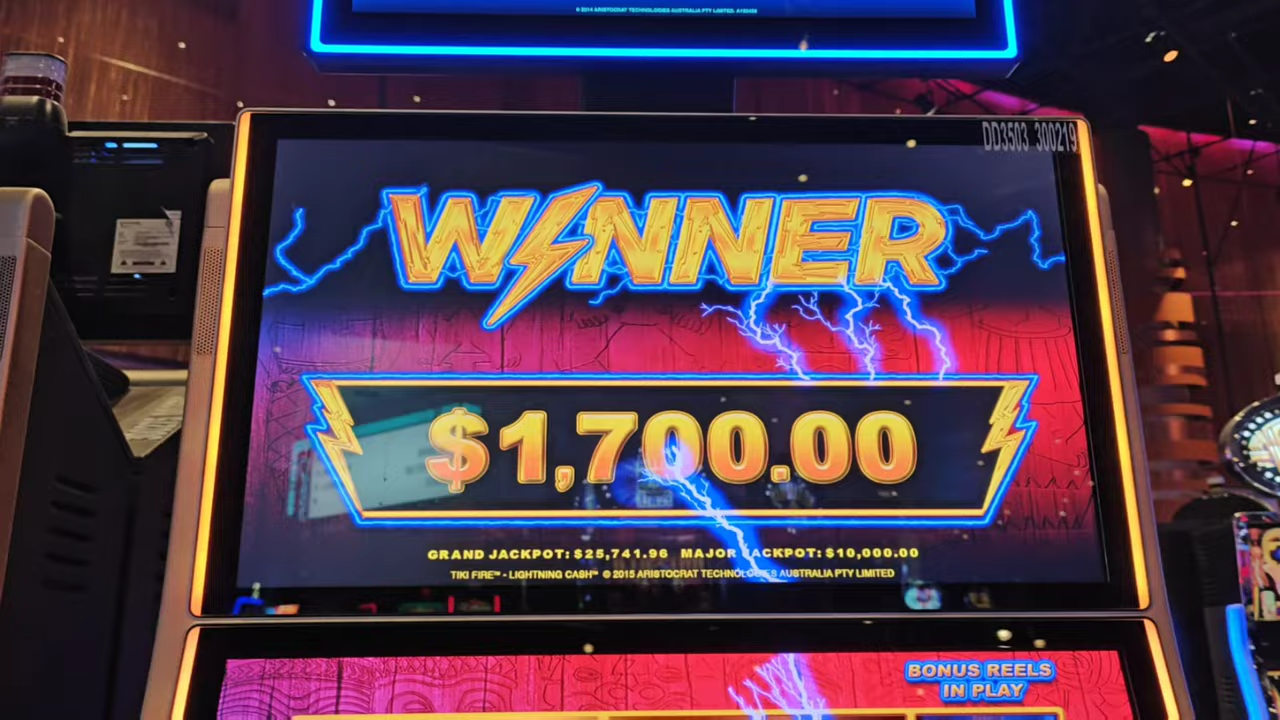 © 2014 ARISTOCRAT TECHNOLOGIES AUSTRALIA PTY LIMITED.
DD3503 300219
WINNER
$1,700.00
GRAND JACKPOT: $25,741.96 MAJOR JACKPOT: $10,000.00
TIKI FIRE™ - LIGHTNING CASH™ © 2015 ARISTOCRAT TECHNOLOGIES AUSTRALIA PTY LIMITED
BONUS REELS
IN PLAY